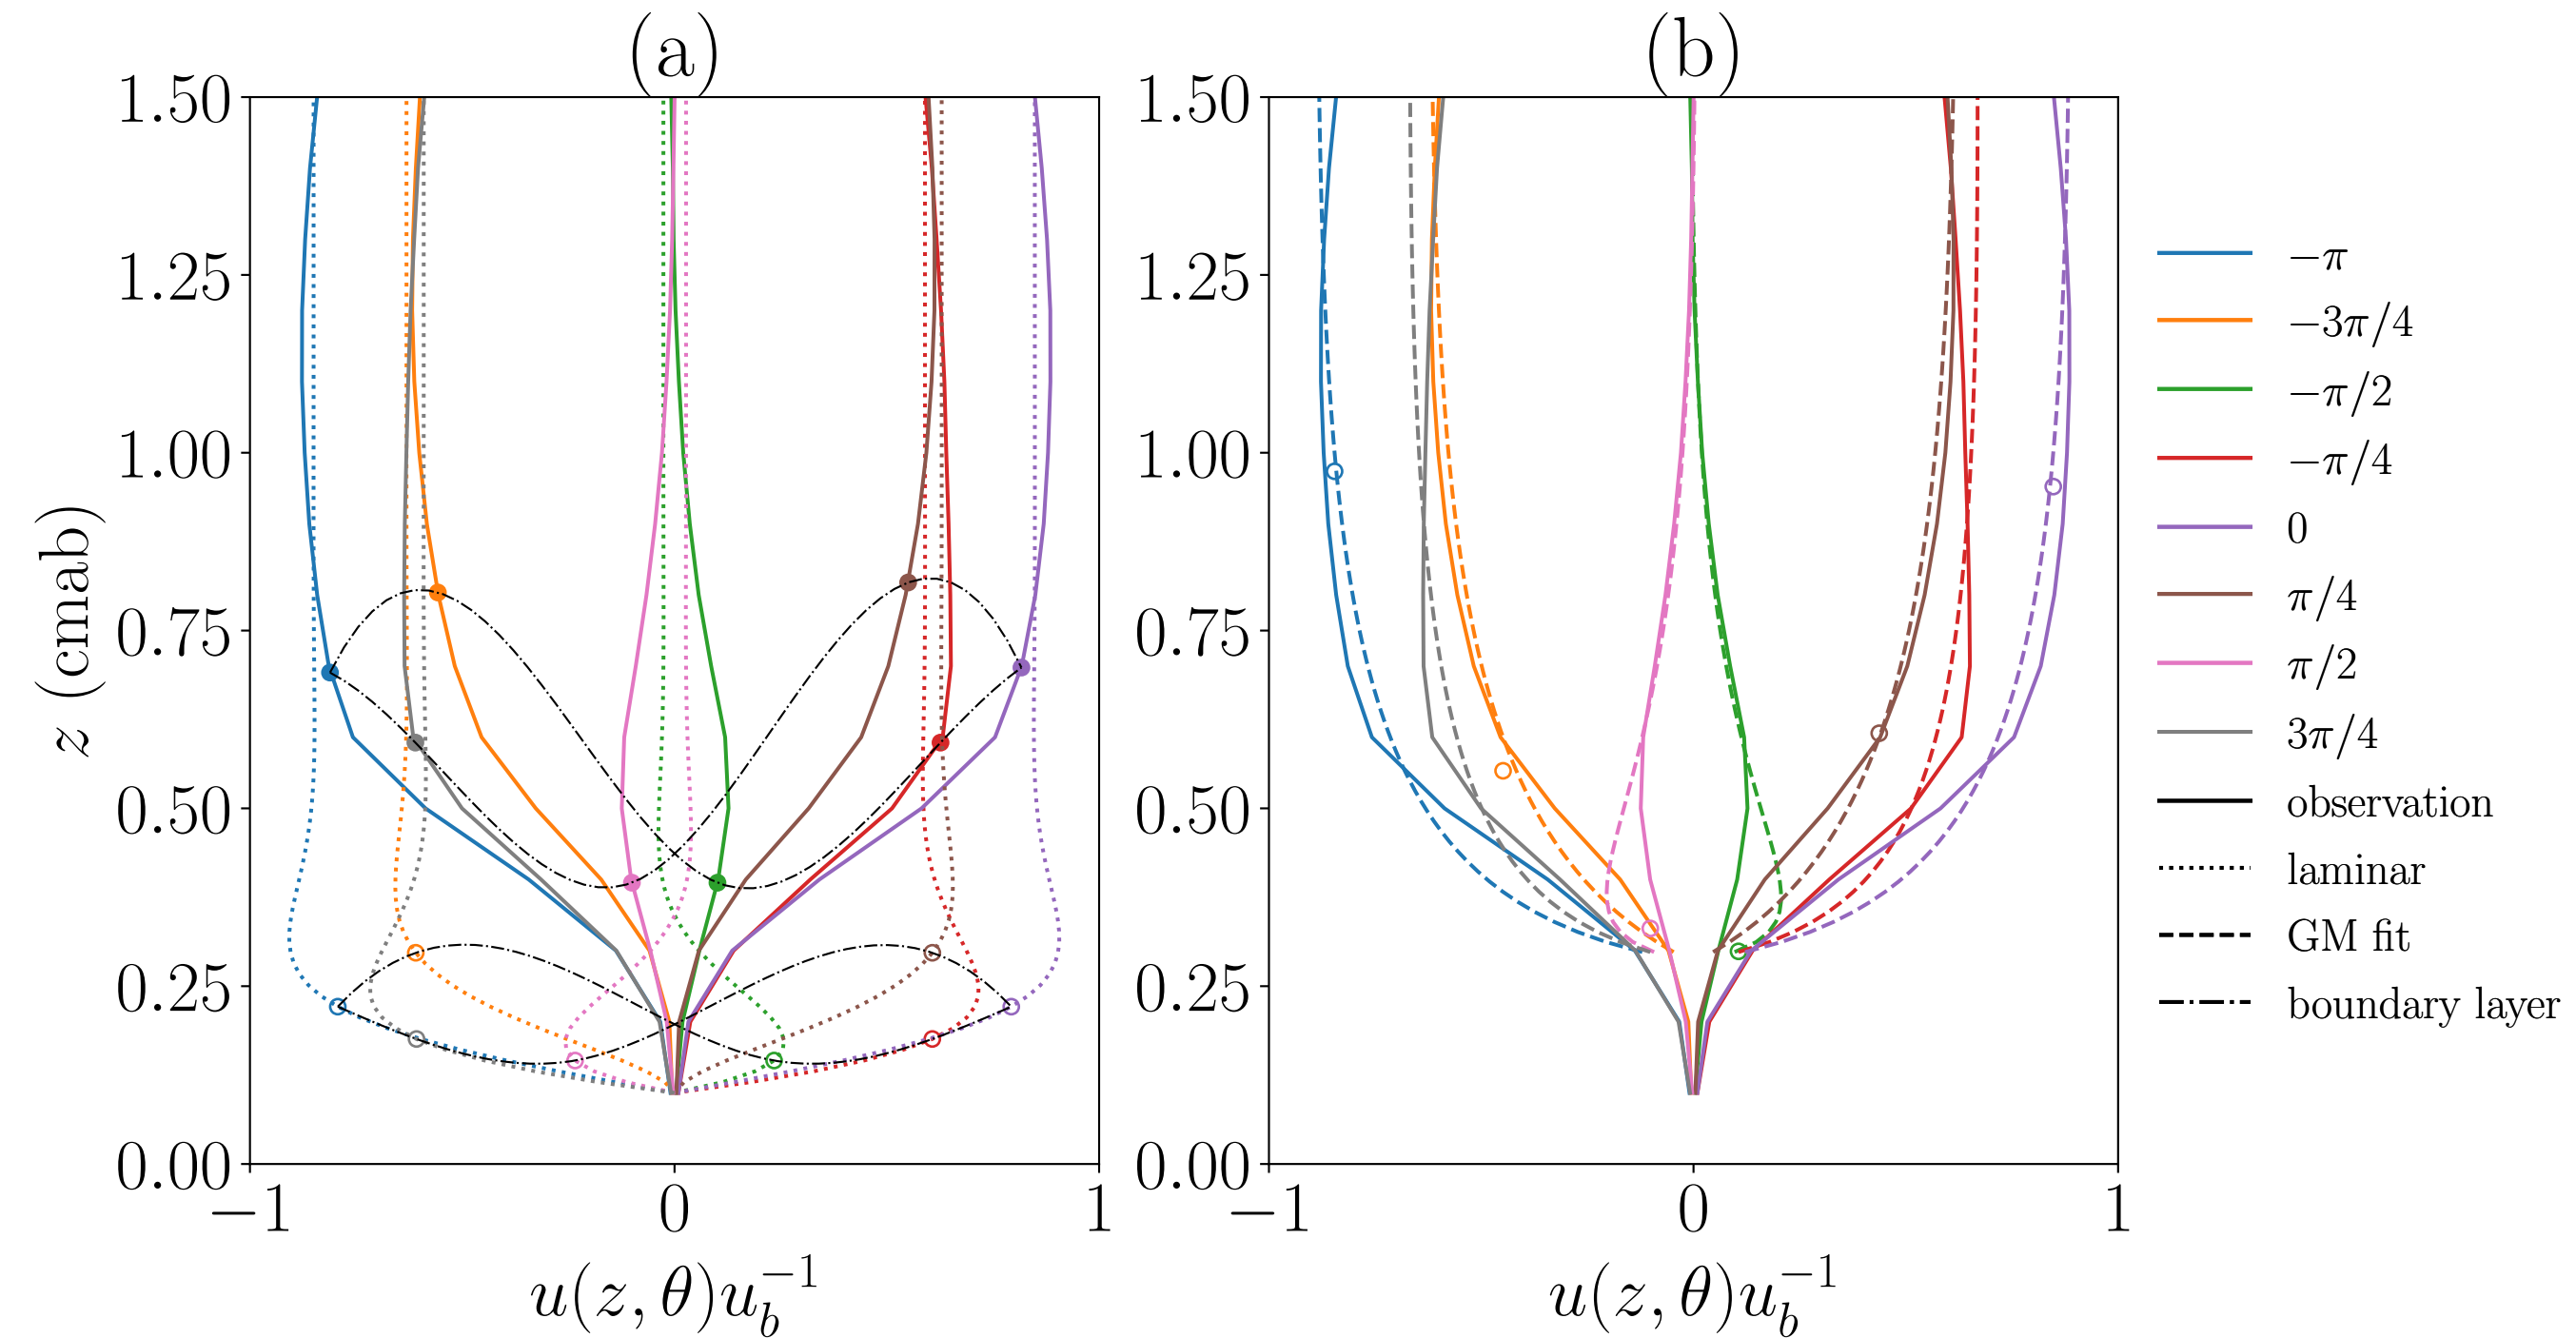 (a)
(b)
1.50
1.25
1.00
0.75
0.50
0.25
0.00
z (cmab)
−1
0
1
u(z, θ)u_b^{−1}
1.50
1.25
1.00
0.75
0.50
0.25
0.00
−1
0
1
u(z, θ)u_b^{−1}
−π
−3π/4
−π/2
−π/4
0
π/4
π/2
3π/4
observation
laminar
GM fit
boundary layer